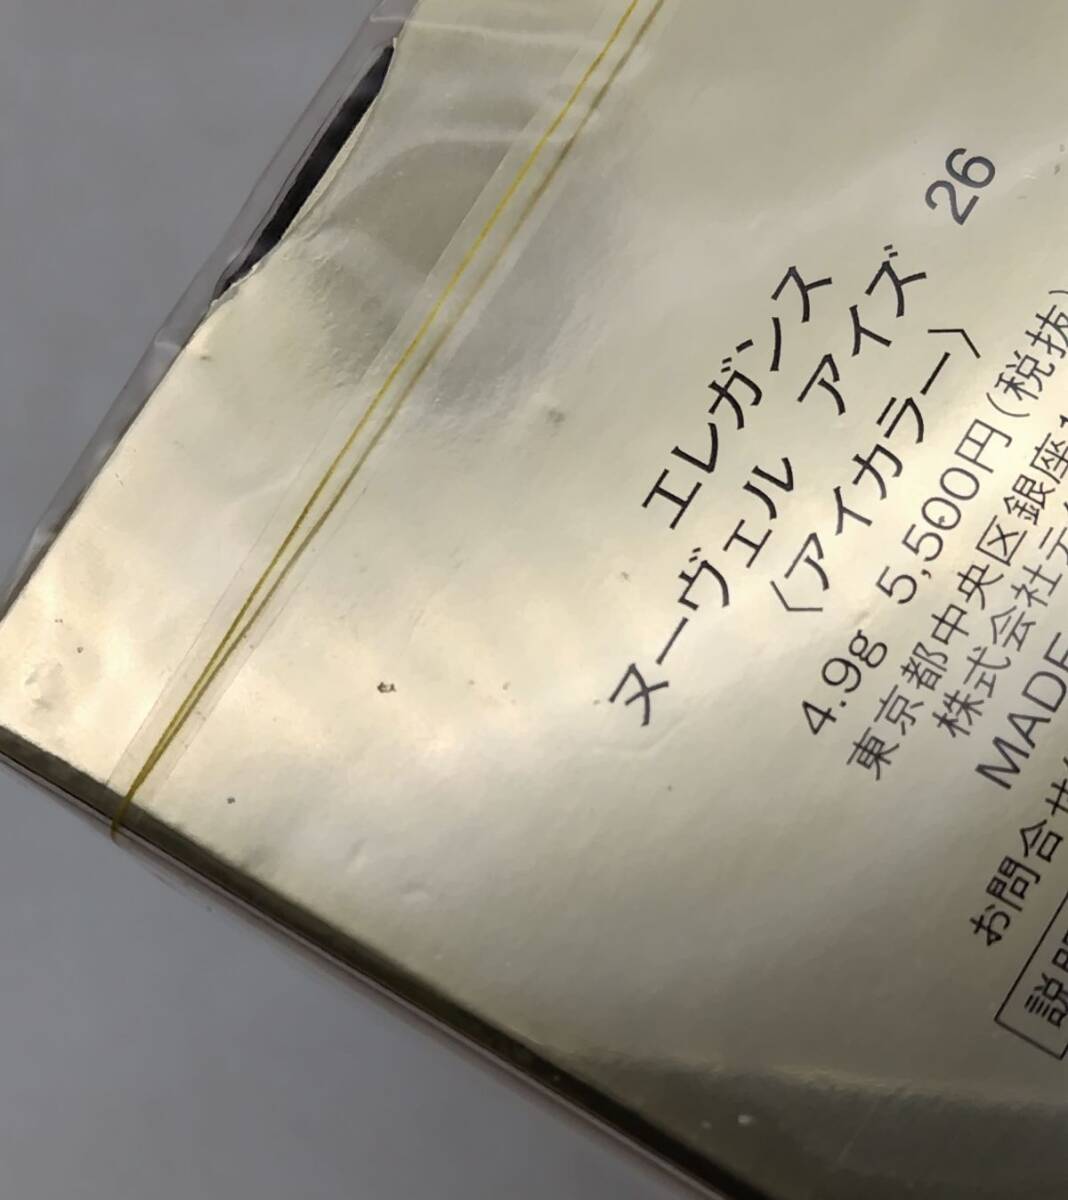 エレガンス
ヌーヴェル アイズ 26
〈アイカラー〉
4.9g 5,500円(税抜)
東京都中央区銀座
株式会社
MADE
お問合せ
説